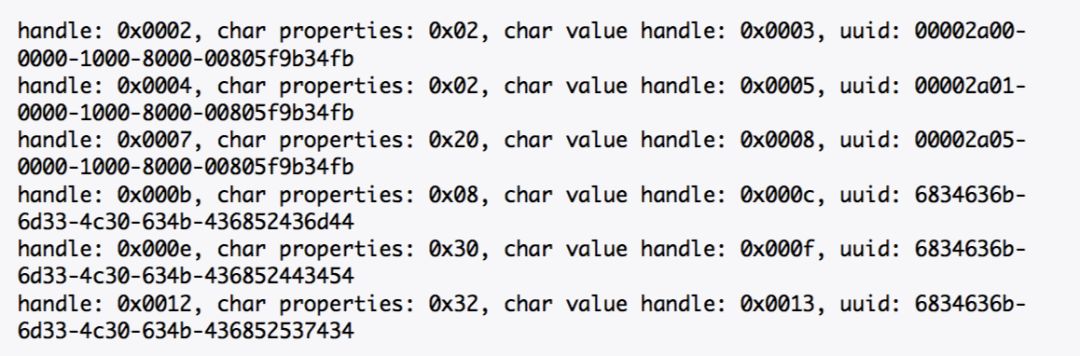 handle: 0x0002, char properties: 0x02, char value handle: 0x0003, uuid: 00002a00-
0000-1000-8000-00805f9b34fb
handle: 0x0004, char properties: 0x02, char value handle: 0x0005, uuid: 00002a01-
0000-1000-8000-00805f9b34fb
handle: 0x0007, char properties: 0x20, char value handle: 0x0008, uuid: 00002a05-
0000-1000-8000-00805f9b34fb
handle: 0x000b, char properties: 0x08, char value handle: 0x000c, uuid: 6834636b-
6d33-4c30-634b-436852436d44
handle: 0x000e, char properties: 0x30, char value handle: 0x000f, uuid: 6834636b-
6d33-4c30-634b-436852443454
handle: 0x0012, char properties: 0x32, char value handle: 0x0013, uuid: 6834636b-
6d33-4c30-634b-436852537434